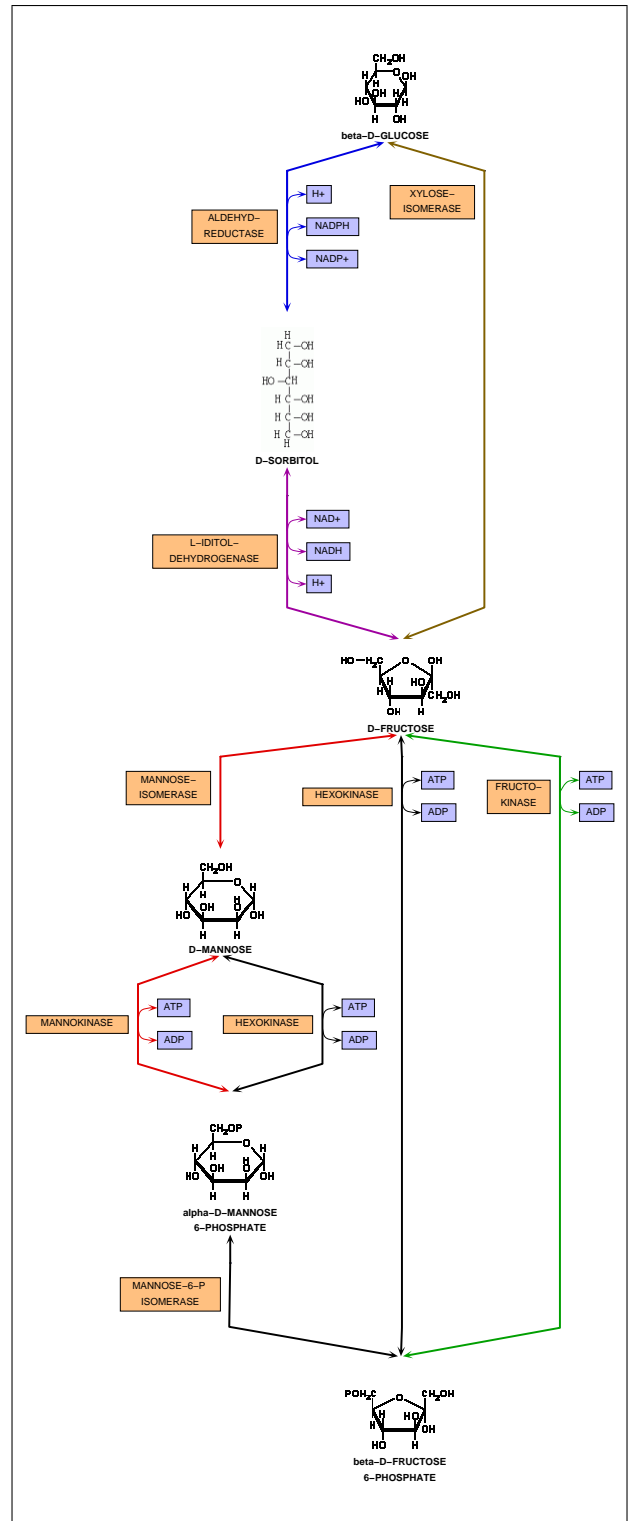 CH₂OH
H
O
OH
H
OH
H
HO
H
H
OH
beta–D–GLUCOSE
H+
XYLOSE–
ISOMERASE
ALDEHYD–
REDUCTASE
NADPH
NADP+
H
H C –OH
H C –OH
HO –CH
H C –OH
H C –OH
H C –OH
H
D–SORBITOL
NAD+
L–IDITOL–
DEHYDROGENASE
NADH
H+
HO–H₂C
O
OH
H
HO
H
CH₂OH
OH
H
D–FRUCTOSE
MANNOSE–
ISOMERASE
HEXOKINASE
ATP
ADP
FRUCTO–
KINASE
ATP
ADP
CH₂OH
H
O
H
H
OH
H
O
HO
OH
H
H
D–MANNOSE
MANNOKINASE
ATP
ADP
HEXOKINASE
ATP
ADP
CH₂OP
H
O
H
H
OH
H
O
HO
OH
H
H
alpha–D–MANNOSE
6–PHOSPHATE
MANNOSE–6–P
ISOMERASE
POH₂C
O
CH₂OH
H
H
HO
OH
HO
H
beta–D–FRUCTOSE
6–PHOSPHATE